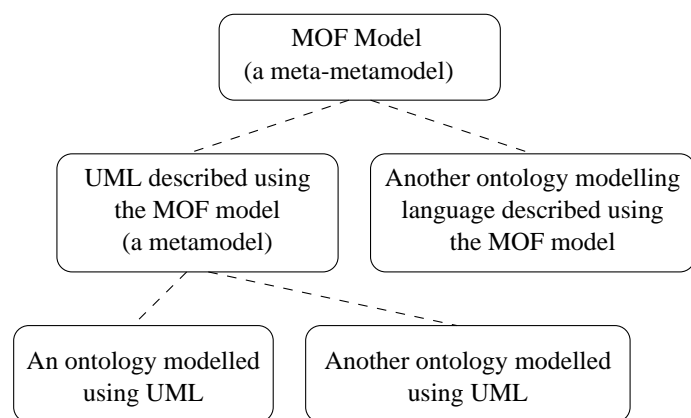 MOF Model
(a meta-metamodel)
UML described using
the MOF model
(a metamodel)
Another ontology modelling
language described using
the MOF model
An ontology modelled
using UML
Another ontology modelled
using UML